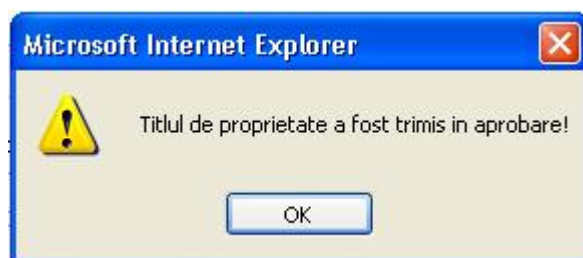 Microsoft Internet Explorer
Titlul de proprietate a fost trimis in aprobare!
OK